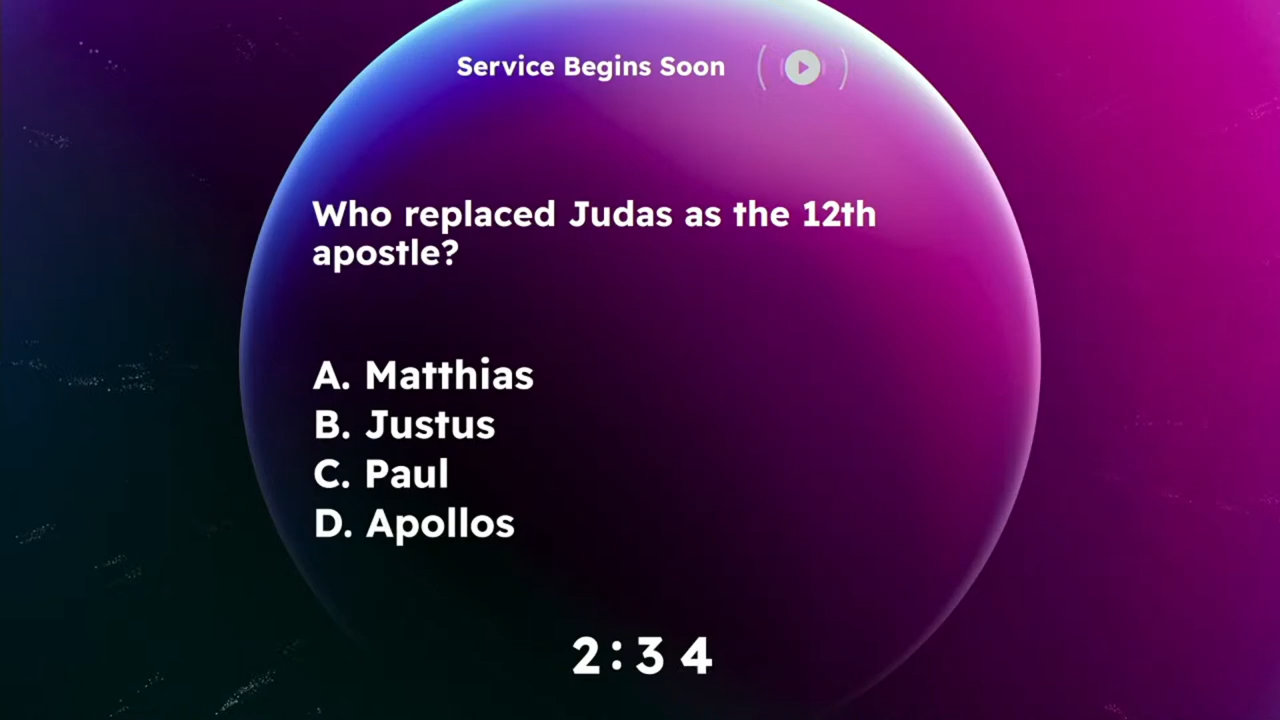 Service Begins Soon
Who replaced Judas as the 12th
apostle?
A. Matthias
B. Justus
C. Paul
D. Apollos
2:34